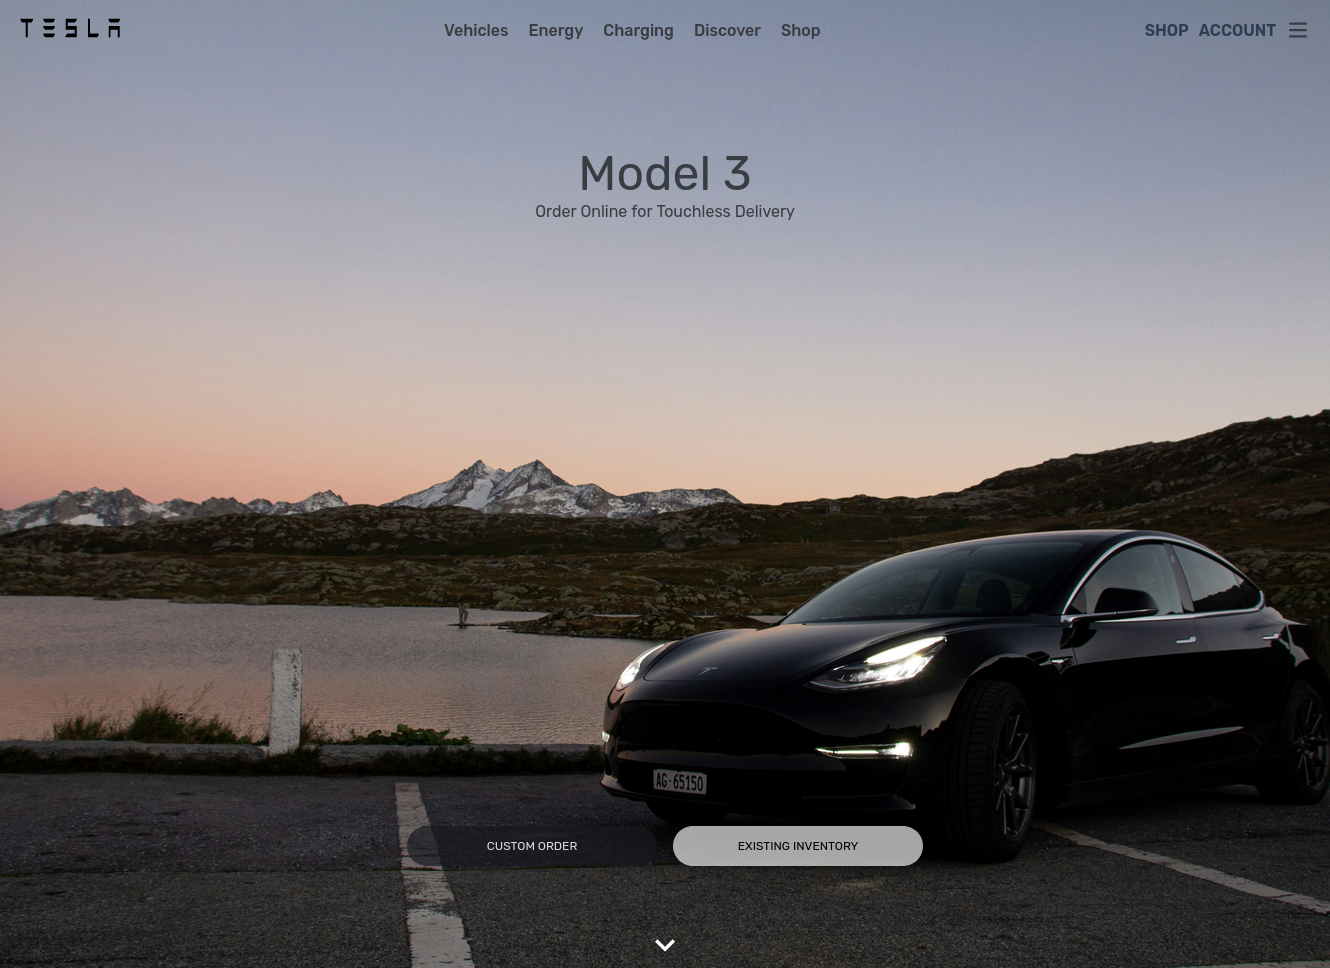 TESLA
Vehicles Energy Charging Discover Shop
SHOP ACCOUNT
Model 3
Order Online for Touchless Delivery
AG·65150
CUSTOM ORDER
EXISTING INVENTORY